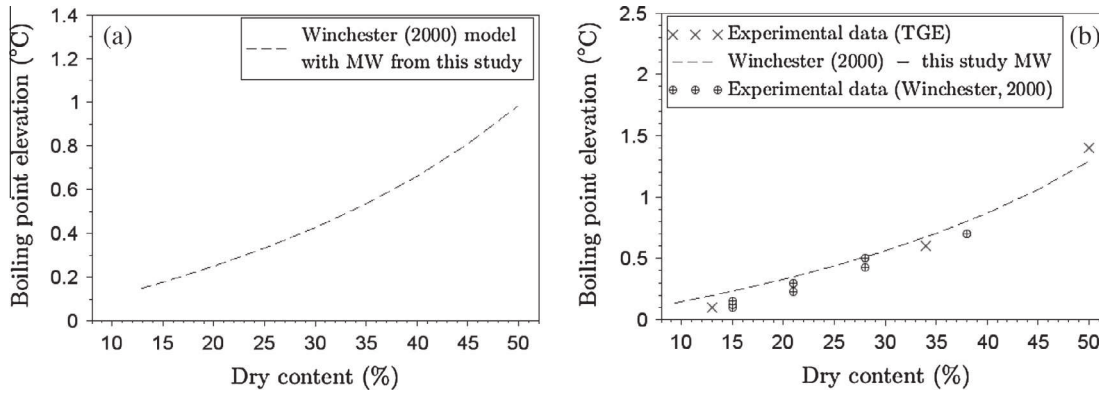 (a)
Winchester (2000) model
with MW from this study
Boiling point elevation (°C)
1.4
1.2
1
0.8
0.6
0.4
0.2
0
10 15 20 25 30 35 40 45 50
Dry content (%)
(b)
Experimental data (TGE)
Winchester (2000) − this study MW
Experimental data (Winchester, 2000)
Boiling point elevation (°C)
2.5
2
1.5
1
0.5
0
10 15 20 25 30 35 40 45 50
Dry content (%)